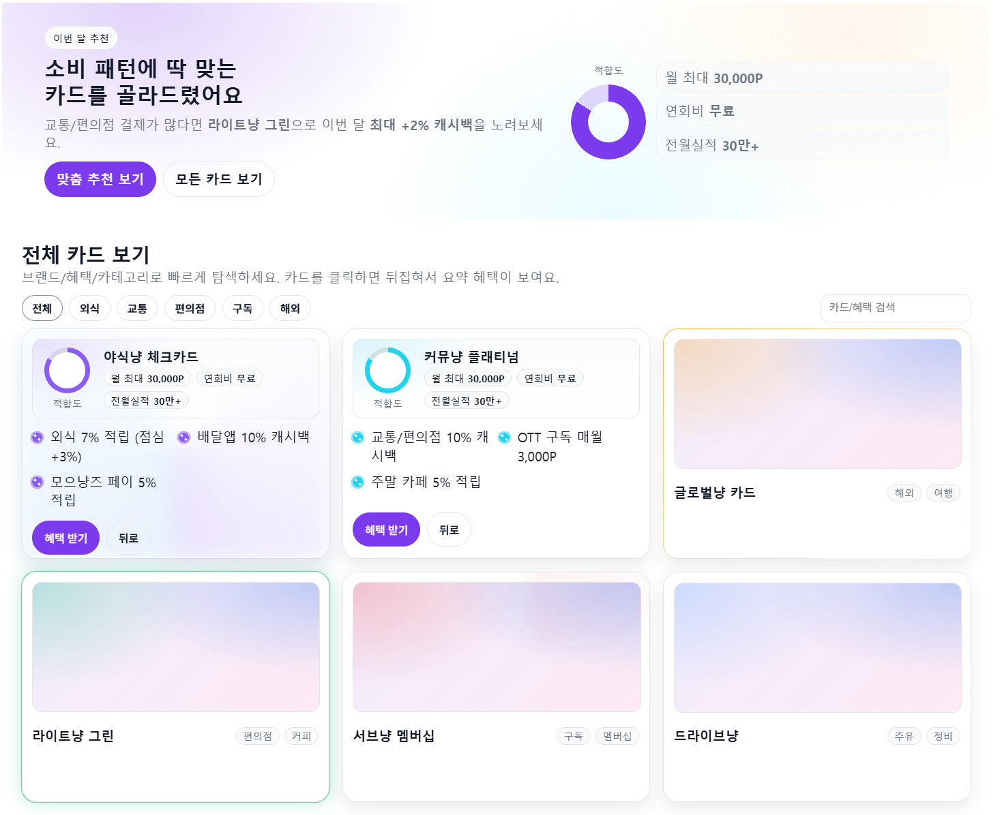 이번 달 추천
소비 패턴에 딱 맞는
카드를 골라드렸어요
교통/편의점 결제가 많다면 라이트냥 그린으로 이번 달 최대 +2% 캐시백을 노려보세
요.
맞춤 추천 보기
모든 카드 보기
적합도
월 최대 30,000P
연회비 무료
전월실적 30만+
전체 카드 보기
브랜드/혜택/카테고리로 빠르게 탐색하세요. 카드를 클릭하면 뒤집혀서 요약 혜택이 보여요.
전체
외식
교통
편의점
구독
해외
카드/혜택 검색
적합도
야식냥 체크카드
월 최대 30,000P
연회비 무료
전월실적 30만+
외식 7% 적립 (점심
+3%)
배달앱 10% 캐시백
모으냥즈 페이 5%
적립
혜택 받기
뒤로
적합도
커뮤냥 플래티넘
월 최대 30,000P
연회비 무료
전월실적 30만+
교통/편의점 10% 캐
시백
OTT 구독 매월
3,000P
주말 카페 5% 적립
혜택 받기
뒤로
글로벌냥 카드
해외
여행
라이트냥 그린
편의점
커피
서브냥 멤버십
구독
멤버십
드라이브냥
주유
정비